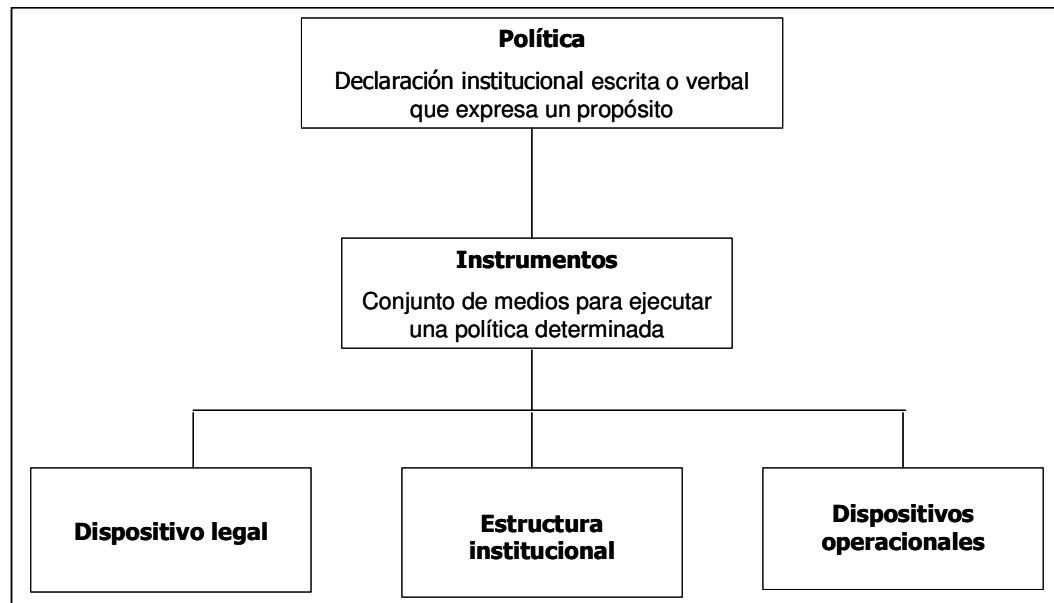 Política
Declaración institucional escrita o verbal
que expresa un propósito
Instrumentos
Conjunto de medios para ejecutar
una política determinada
Dispositivo legal
Estructura
institucional
Dispositivos
operacionales